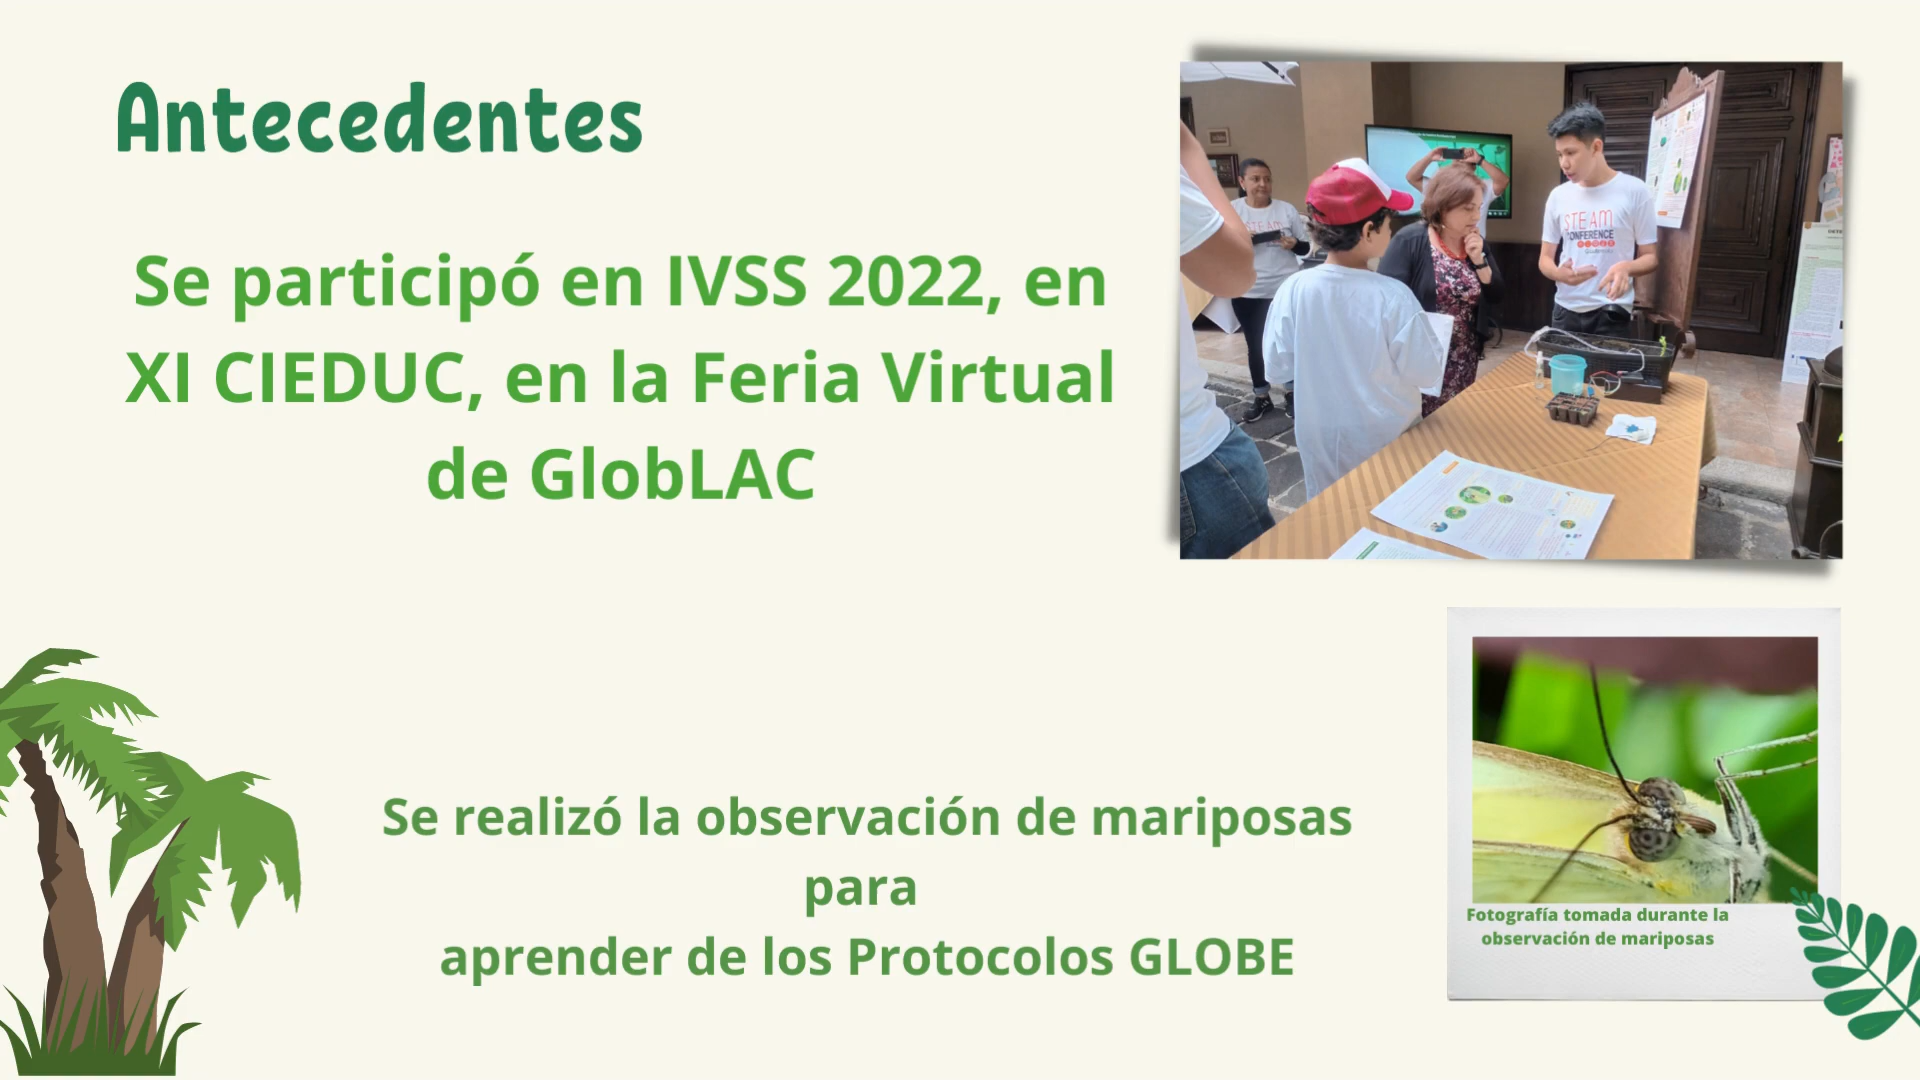 Antecedentes
Se participó en IVSS 2022, en
XI CIEDUC, en la Feria Virtual
de GlobLAC
STEAM
CONFERENCE
Se realizó la observación de mariposas
para
aprender de los Protocolos GLOBE
Fotografía tomada durante la
observación de mariposas